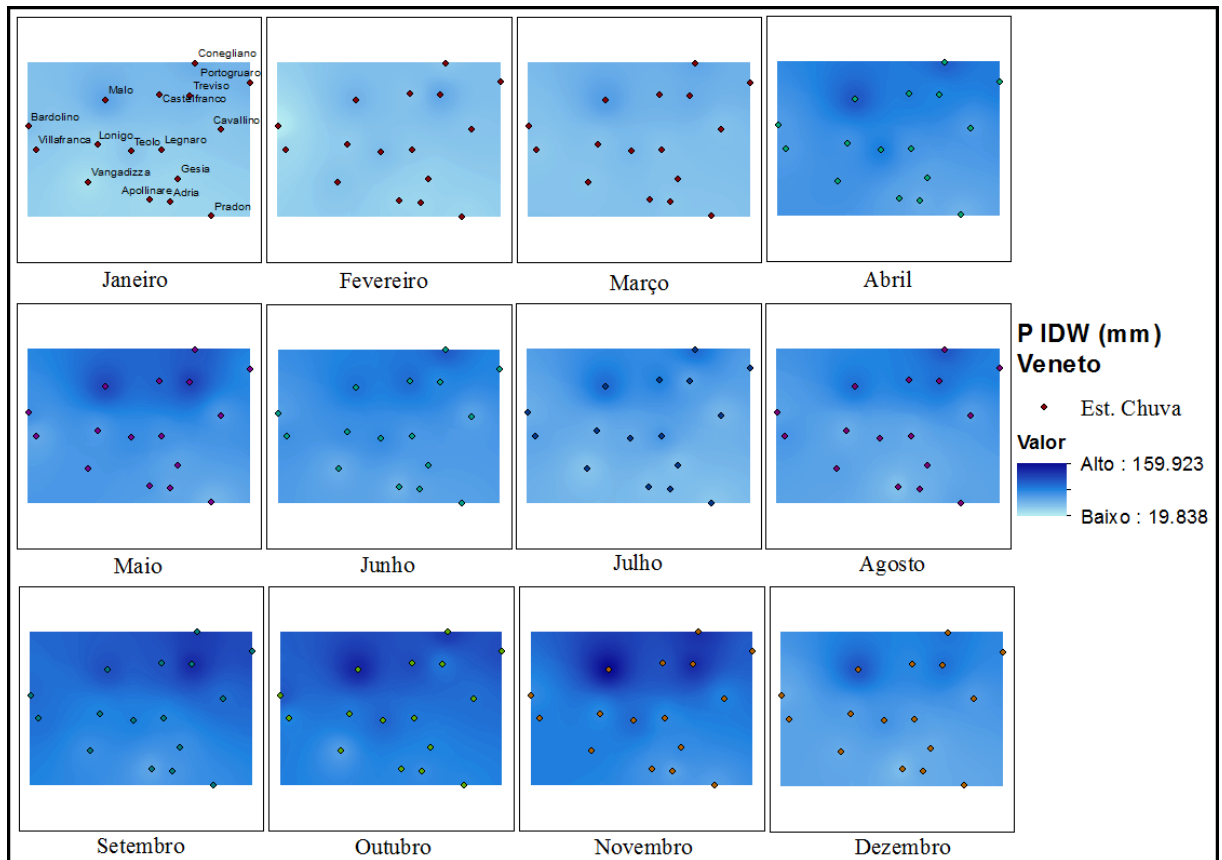 Conegliano
Portogruaro
Treviso
Malo
Castelfranco
Bardolino
Cavallino
Villafranca
Lonigo
Teolo
Legnaro
Vangadizza
Gesia
Apollinare
Adria
Pradon
Janeiro
Fevereiro
Março
Abril
P IDW (mm)
Veneto
Est. Chuva
Valor
Alto : 159.923
Baixo : 19.838
Maio
Junho
Julho
Agosto
Setembro
Outubro
Novembro
Dezembro